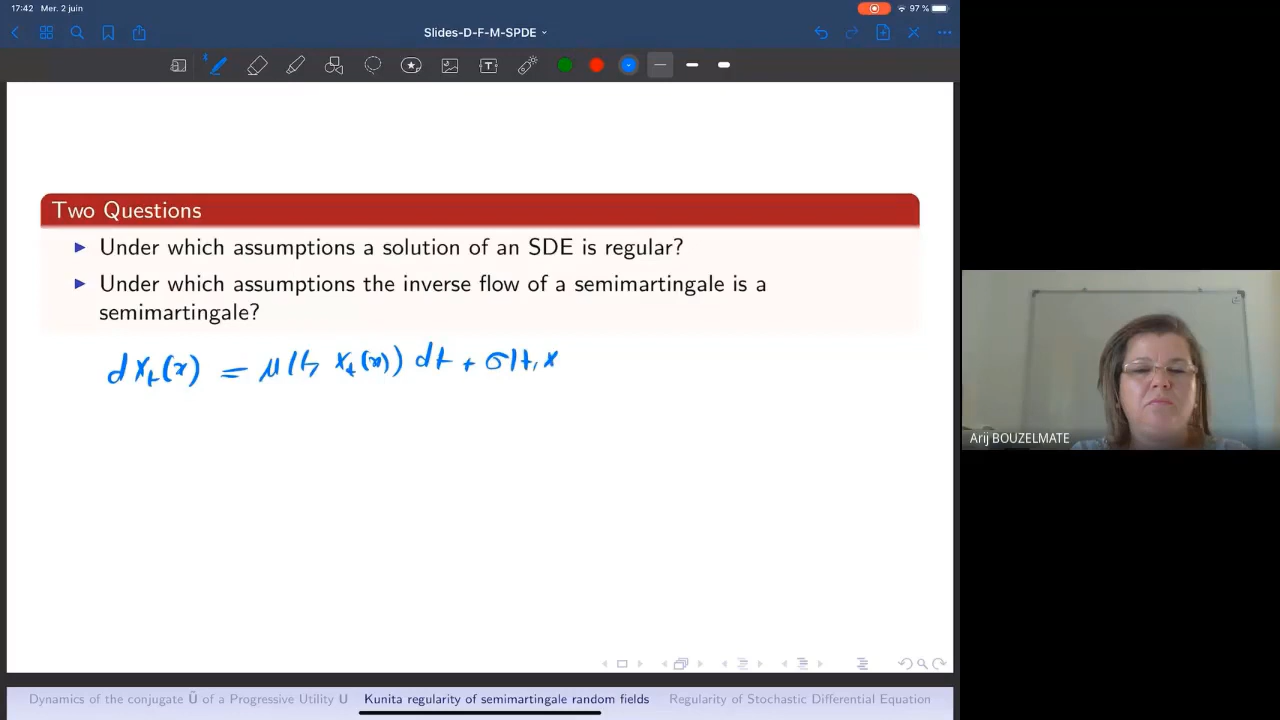 17:42 Mer. 2 juin
97 %
Slides-D-F-M-SPDE
Two Questions
Under which assumptions a solution of an SDE is regular?
Under which assumptions the inverse flow of a semimartingale is a
semimartingale?
dX_t(x) = μ(t, X_t(x)) dt + σ(t, X
Arij BOUZELMATE
Dynamics of the conjugate Ũ of a Progressive Utility U
Kunita regularity of semimartingale random fields
Regularity of Stochastic Differential Equation